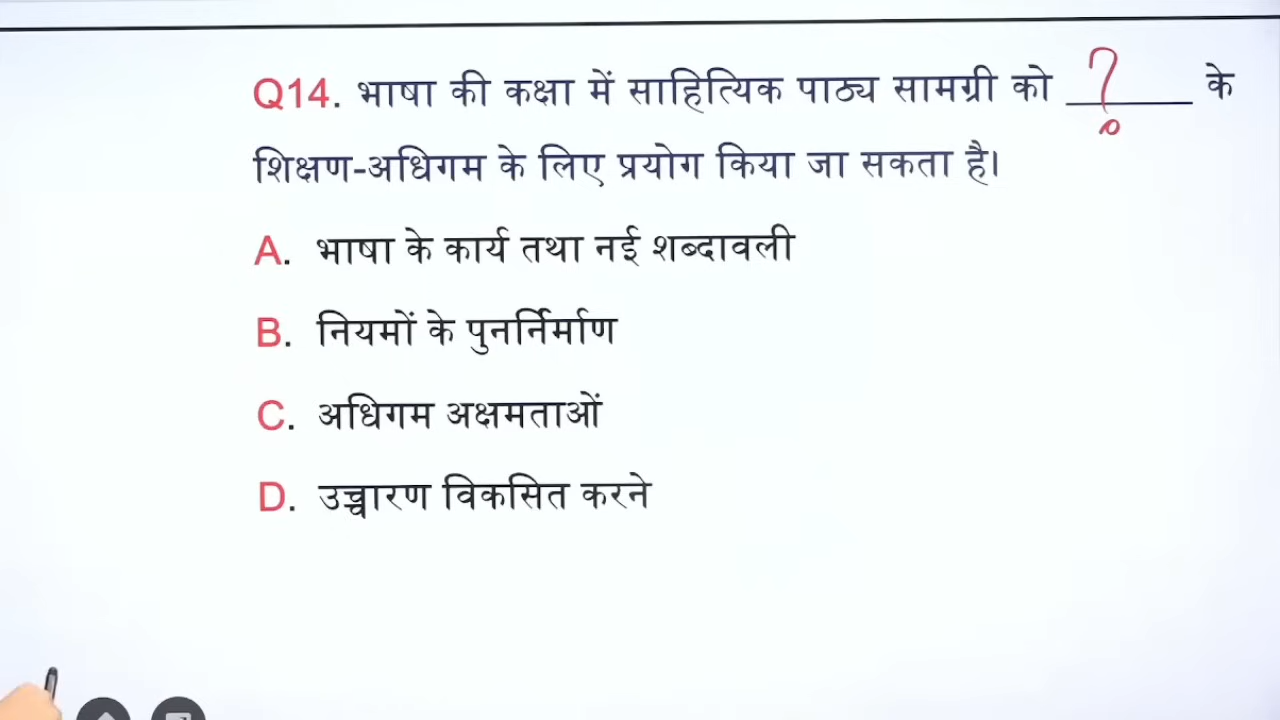 Q14. भाषा की कक्षा में साहित्यिक पाठ्य सामग्री को ______ ? के
शिक्षण-अधिगम के लिए प्रयोग किया जा सकता है।
A. भाषा के कार्य तथा नई शब्दावली
B. नियमों के पुनर्निर्माण
C. अधिगम अक्षमताओं
D. उच्चारण विकसित करने